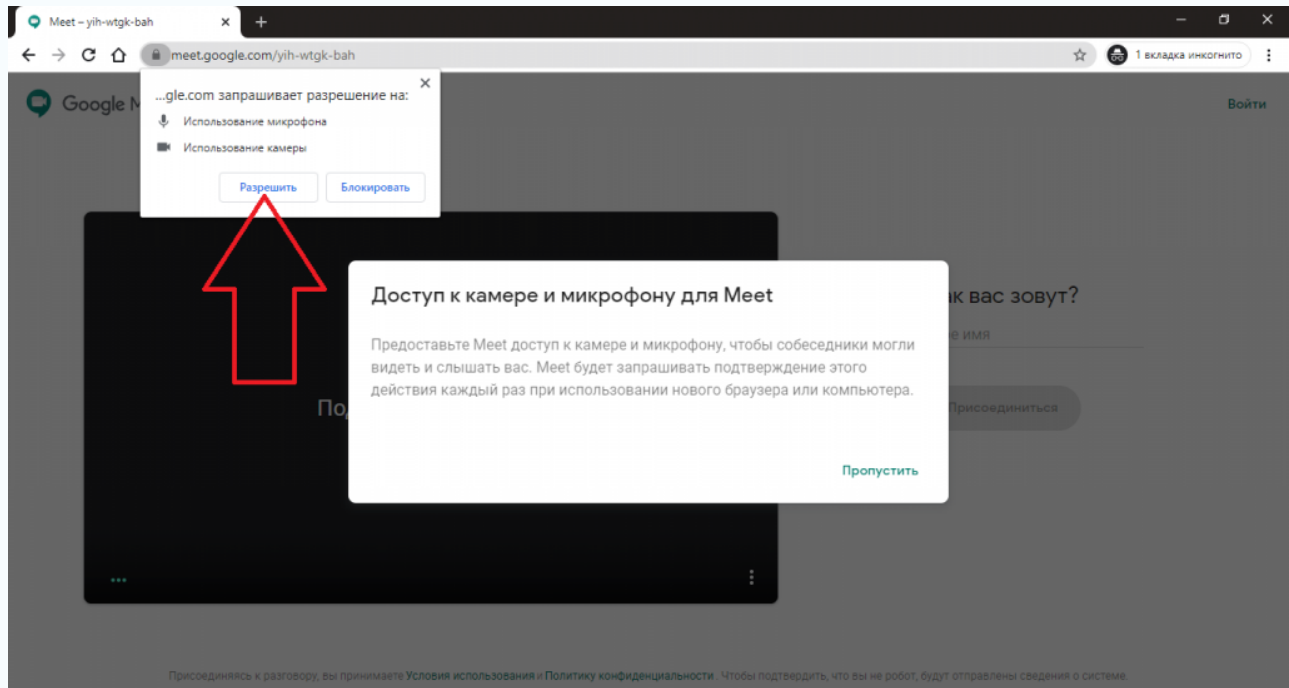 Meet – yih-wtgk-bah
meet.google.com/yih-wtgk-bah
1 вкладка инкогнито
...gle.com запрашивает разрешение на:
Использование микрофона
Использование камеры
Разрешить
Блокировать
Google M
Войти
Доступ к камере и микрофону для Meet
Предоставьте Meet доступ к камере и микрофону, чтобы собеседники могли
видеть и слышать вас. Meet будет запрашивать подтверждение этого
действия каждый раз при использовании нового браузера или компьютера.
Пропустить
ак вас зовут?
е имя
Присоединиться
По
Присоединяясь к разговору, вы принимаете Условия использования и Политику конфиденциальности. Чтобы подтвердить, что вы не робот, будут отправлены сведения о системе.